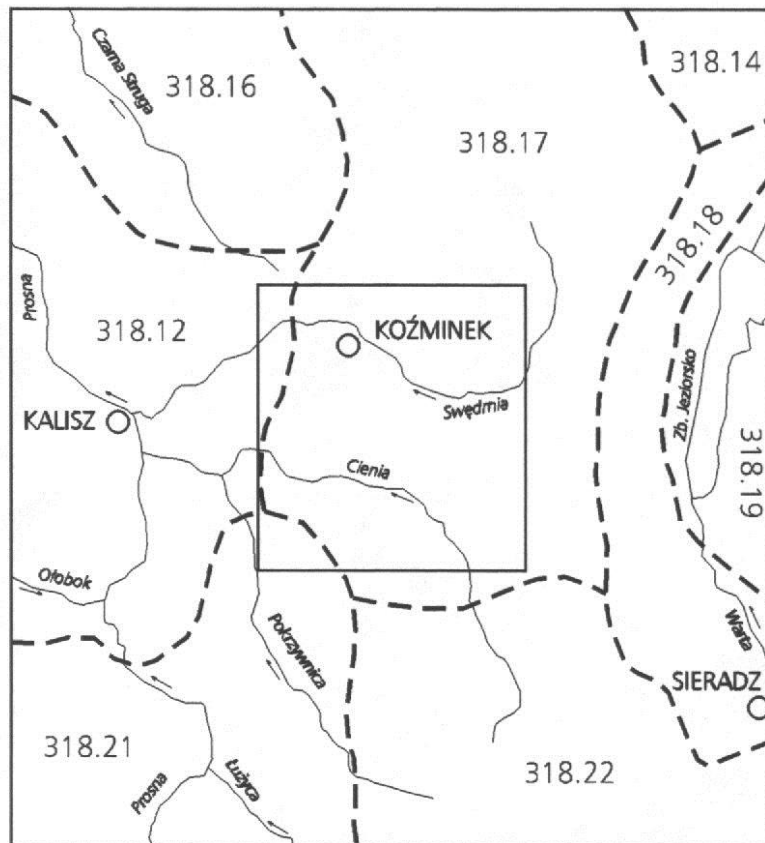 Czarna Struga
318.16
318.14
318.17
318.18
Prosna
318.12
KOŹMINEK
Zb. Jeziorsko
Swędrnia
KALISZ
Cienia
318.19
Ołobok
Pokrzywnica
Warta
SIERADZ
318.21
318.22
Prosna
Łużyca